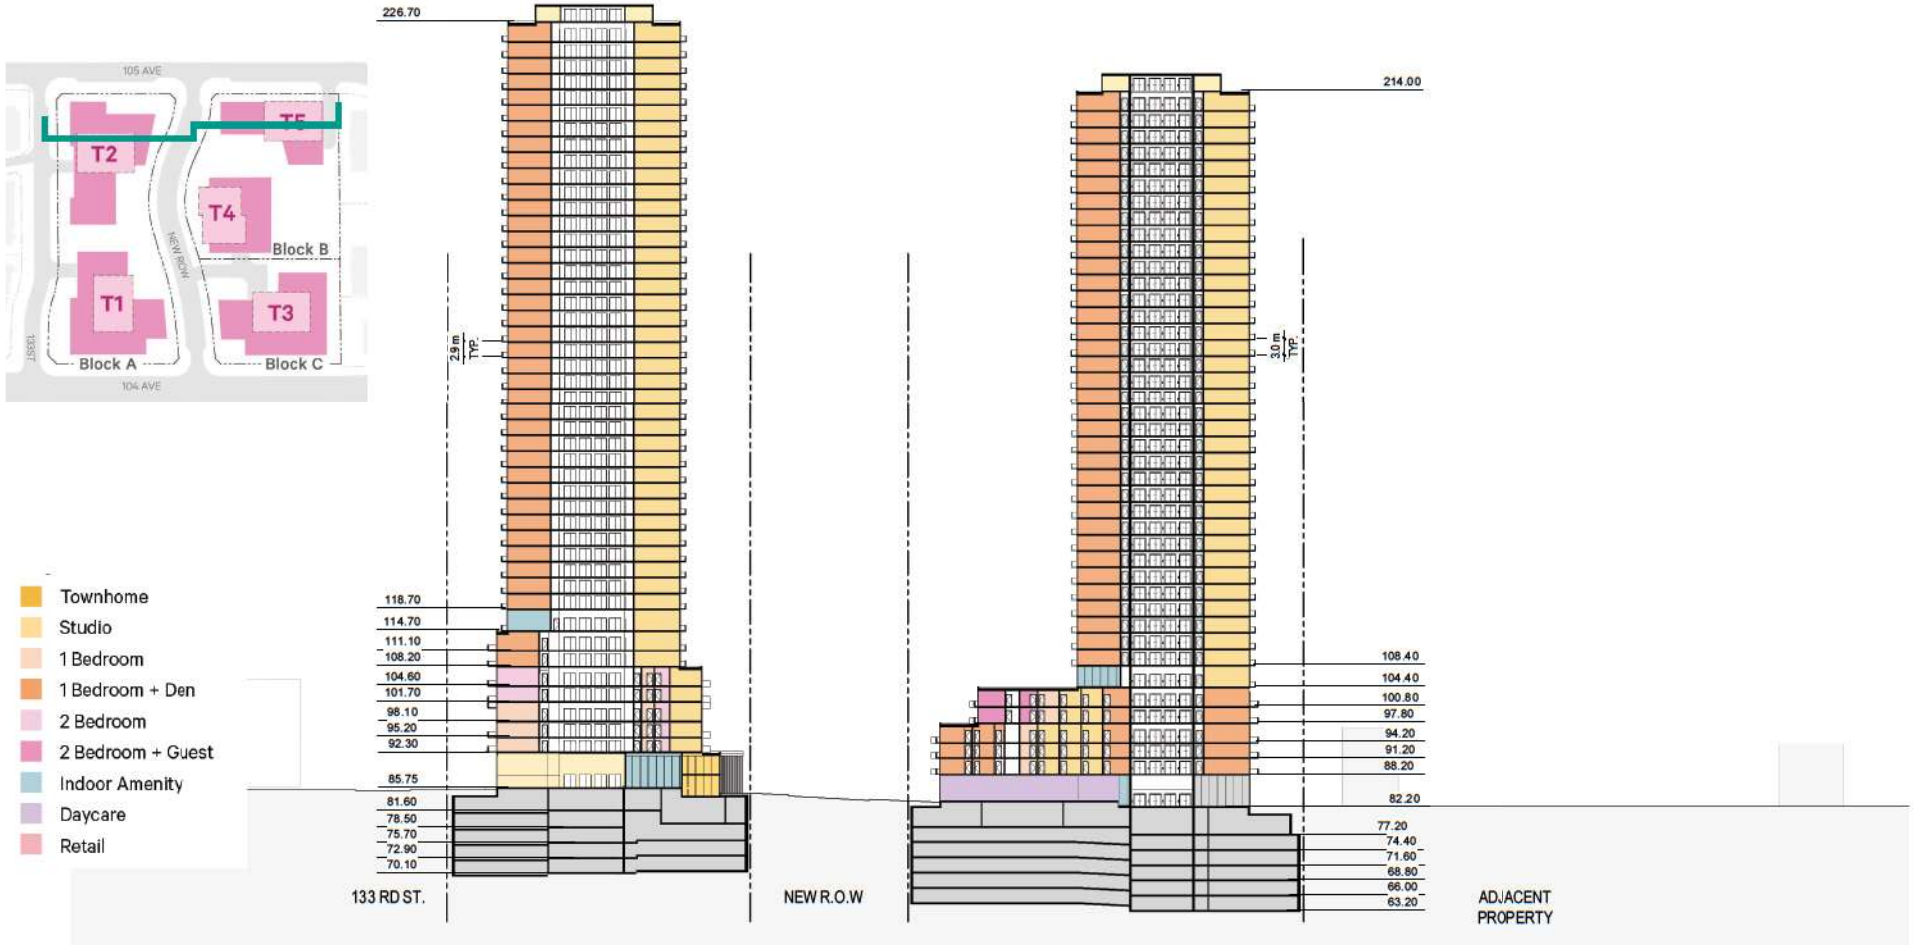 105 AVE
T2
T5
T4
NEW ROW
Block B
T1
T3
133ST
Block A
Block C
104 AVE
Townhome
Studio
1 Bedroom
1 Bedroom + Den
2 Bedroom
2 Bedroom + Guest
Indoor Amenity
Daycare
Retail
226.70
2.9 m
TYP.
118.70
114.70
111.10
108.20
104.60
101.70
98.10
95.20
92.30
85.75
81.60
78.50
75.70
72.90
70.10
133 RD ST.
NEW R.O.W
214.00
3.0 m
TYP.
108.40
104.40
100.80
97.80
94.20
91.20
88.20
82.20
77.20
74.40
71.60
68.80
66.00
63.20
ADJACENT
PROPERTY